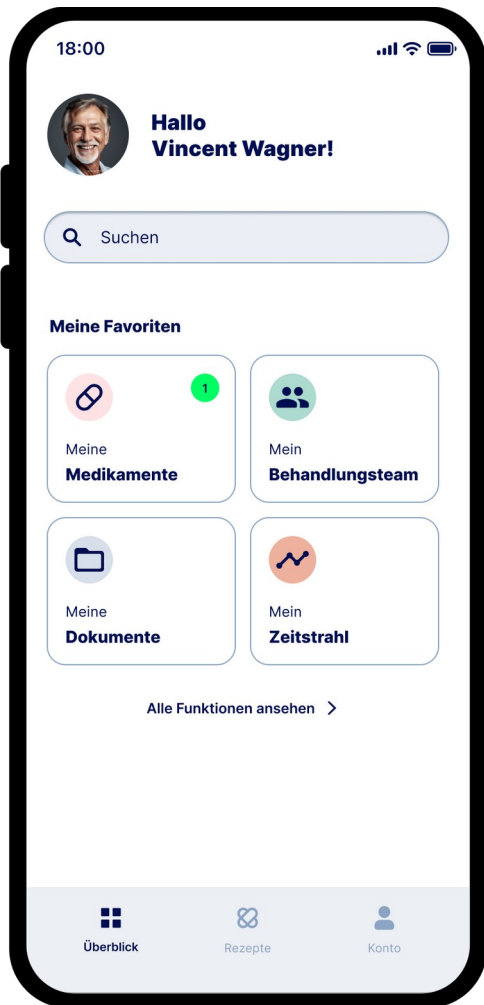 18:00
Hallo
Vincent Wagner!
Suchen
Meine Favoriten
1
Meine
Medikamente
Mein
Behandlungsteam
Meine
Dokumente
Mein
Zeitstrahl
Alle Funktionen ansehen
Überblick
Rezepte
Konto